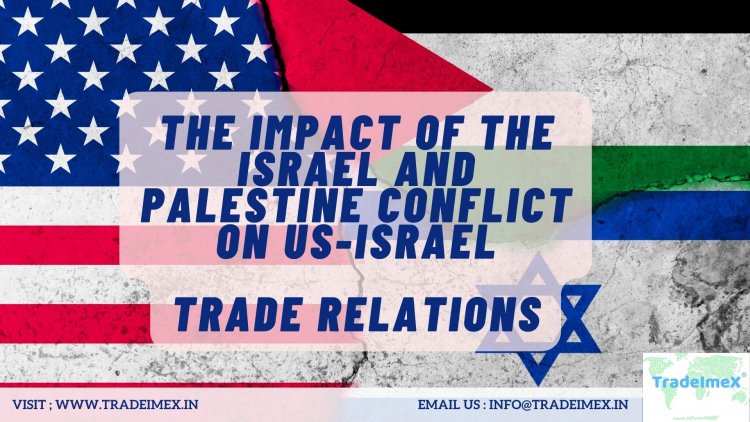 THE IMPACT OF THE
ISRAEL AND
PALESTINE CONFLICT
ON US-ISRAEL
TRADE RELATIONS
TradeImeX®
VISIT ; WWW.TRADEIMEX.IN
EMAIL US : INFO@TRADEIMEX.IN